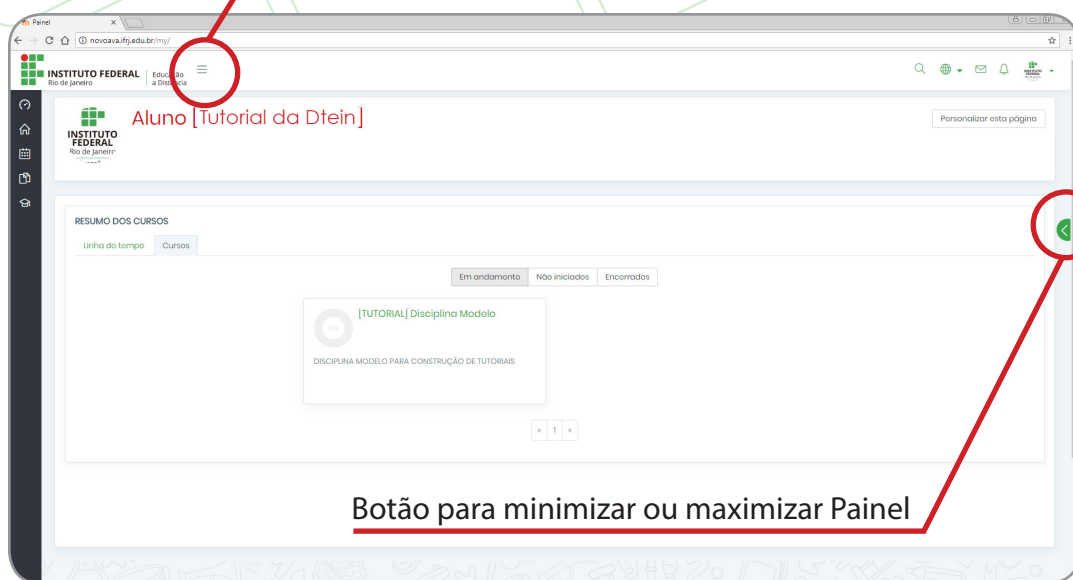 Painel
novoava.ifrj.edu.br/my/
INSTITUTO FEDERAL
Rio de Janeiro
Educação
a Distância
INSTITUTO
FEDERAL
Rio de Janeiro
Aluno [Tutorial da Dtein]
Personalizar esta página
RESUMO DOS CURSOS
Linha do tempo Cursos
Em andamento Não iniciados Encerrados
[TUTORIAL] Disciplina Modelo
DISCIPLINA MODELO PARA CONSTRUÇÃO DE TUTORIAIS
« 1 »
Botão para minimizar ou maximizar Painel